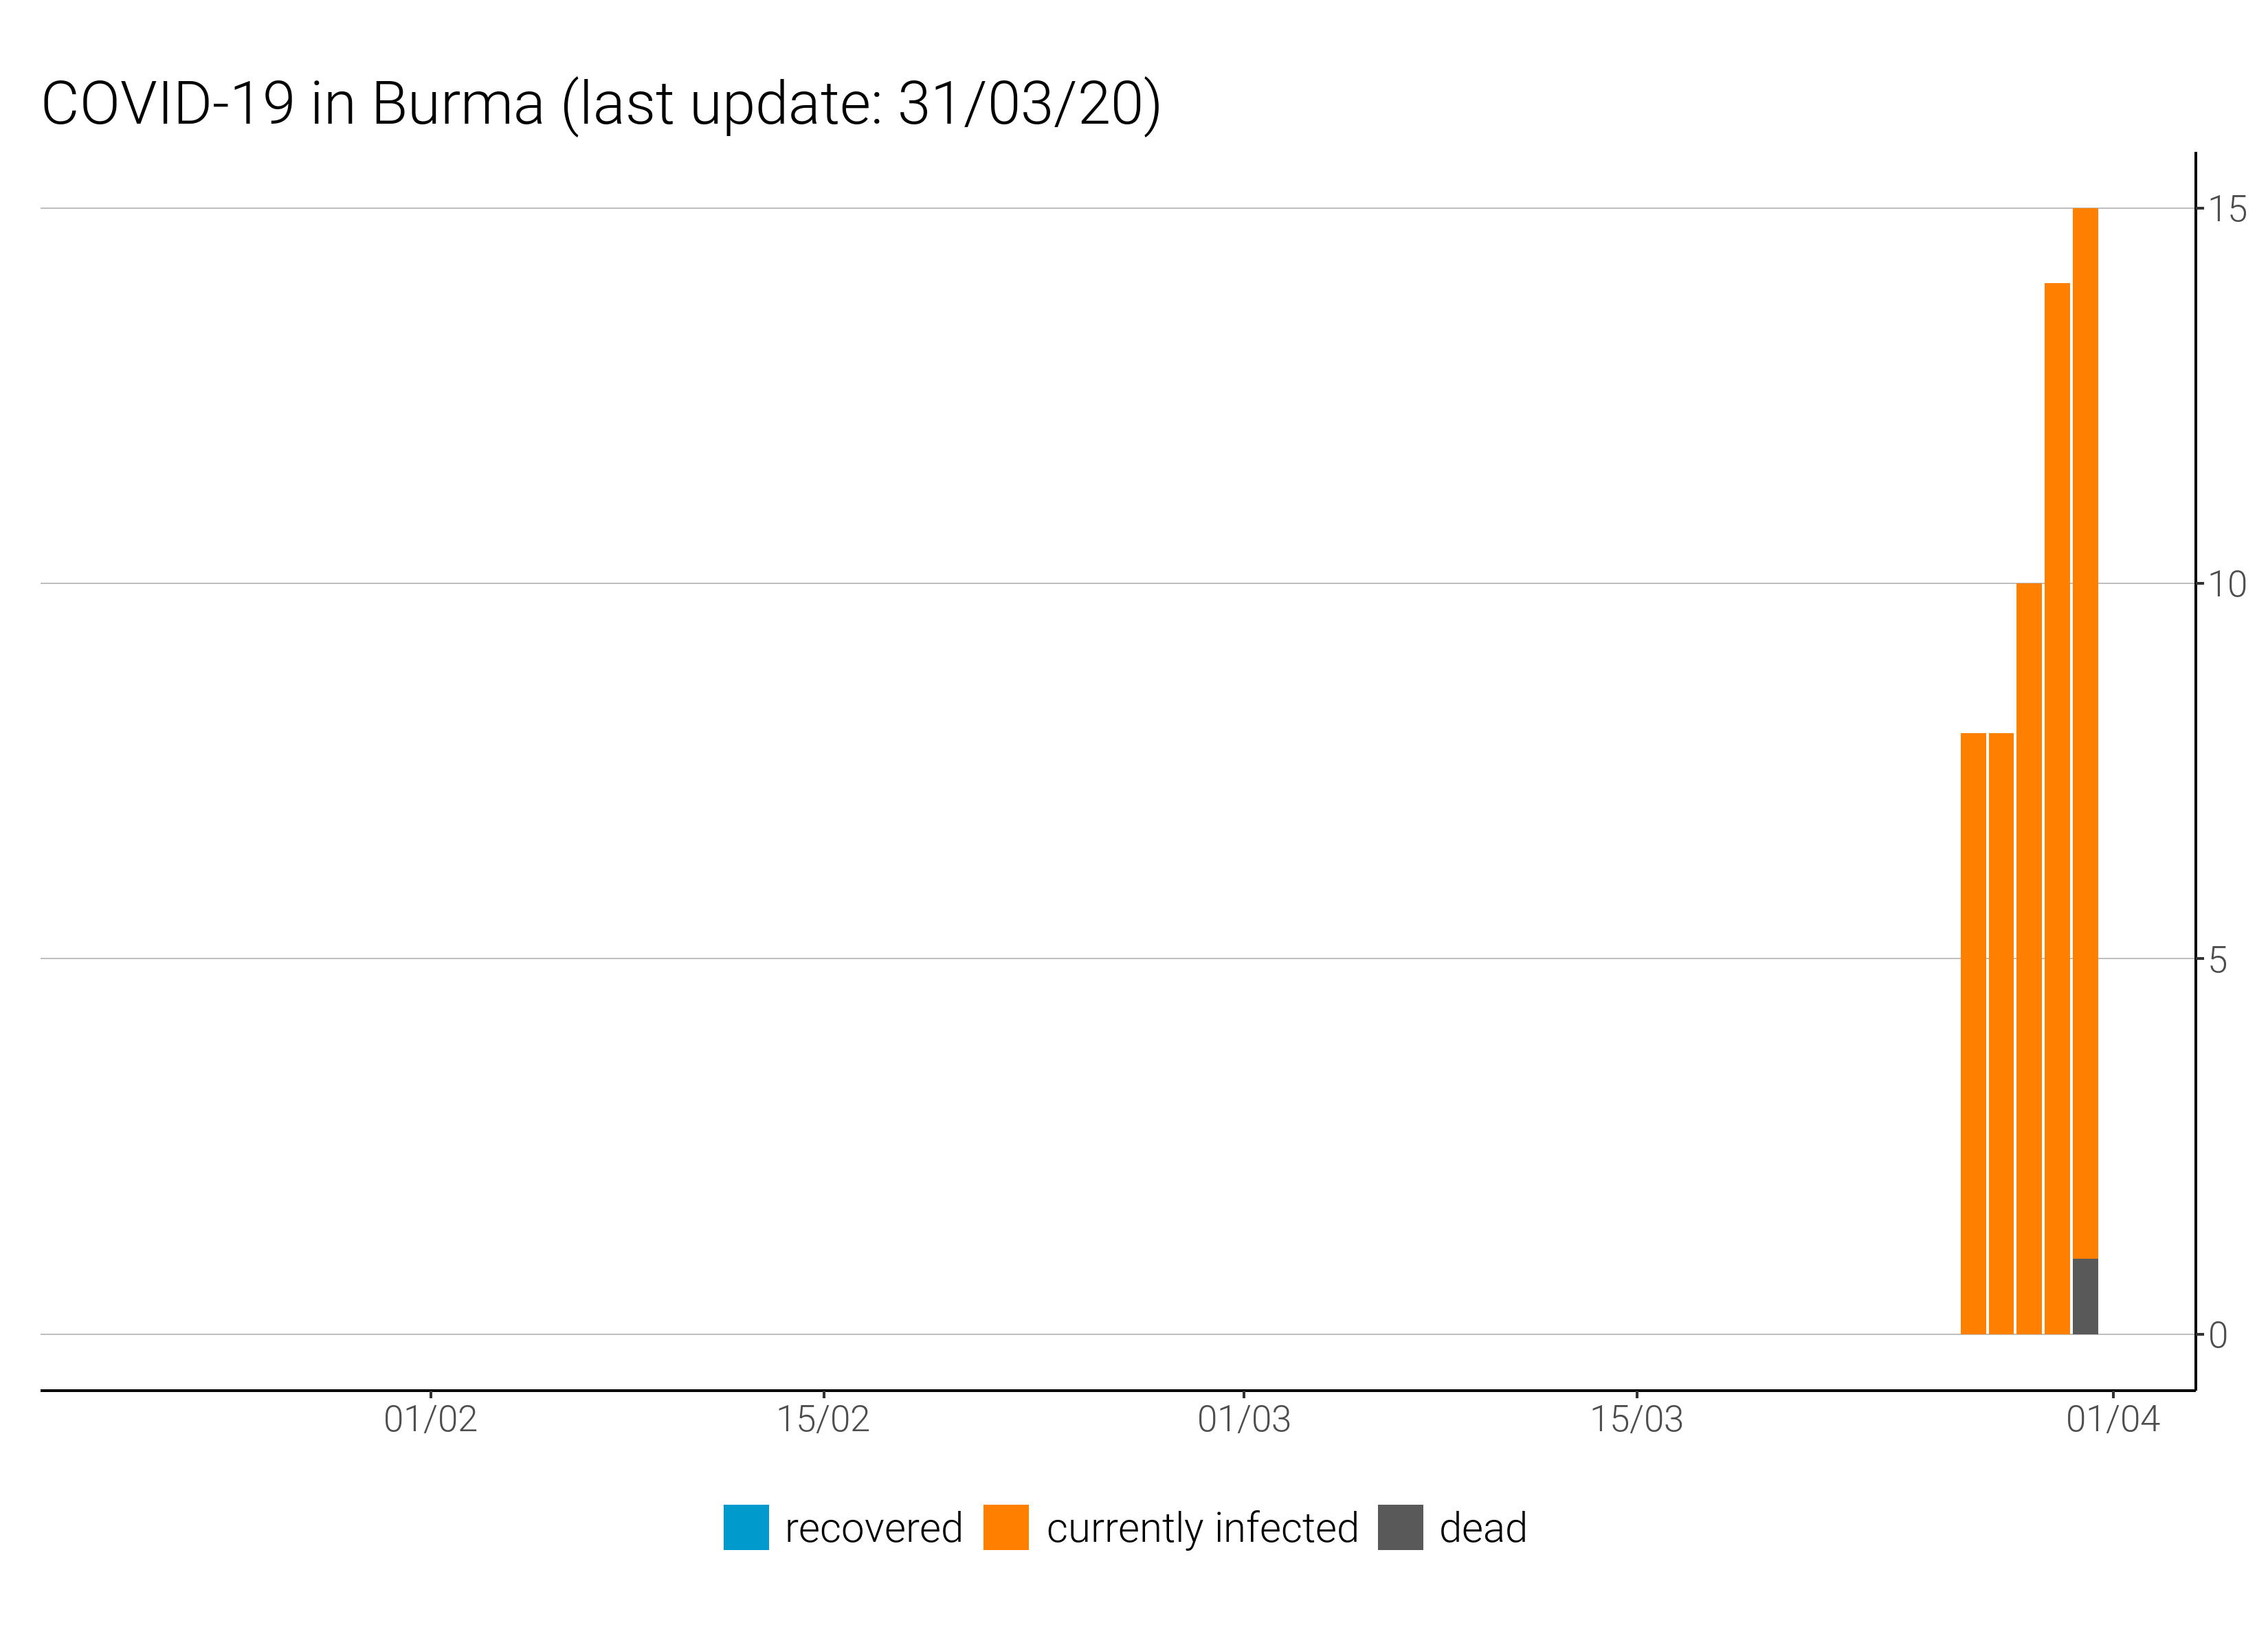 COVID-19 in Burma (last update: 31/03/20)
15
10
5
0
01/02 15/02 01/03 15/03 01/04
recovered currently infected dead